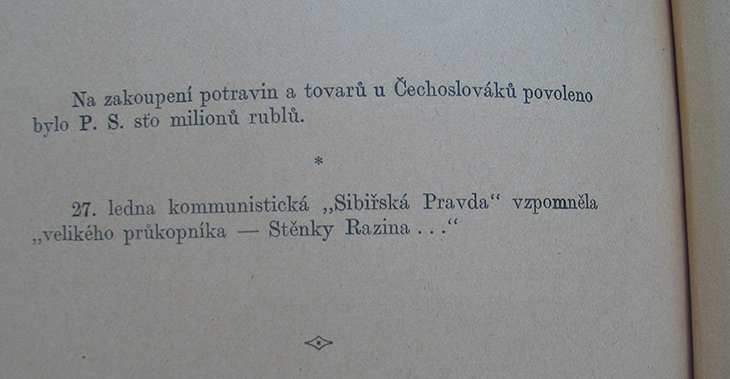 Na zakoupení potravin a tovarů u Čechoslováků povoleno
bylo P. S. sto milionů rublů.
*
27. ledna kommunistická „Sibiřská Pravda“ vzpomněla
„velikého průkopníka — Stěnky Razina . . .“